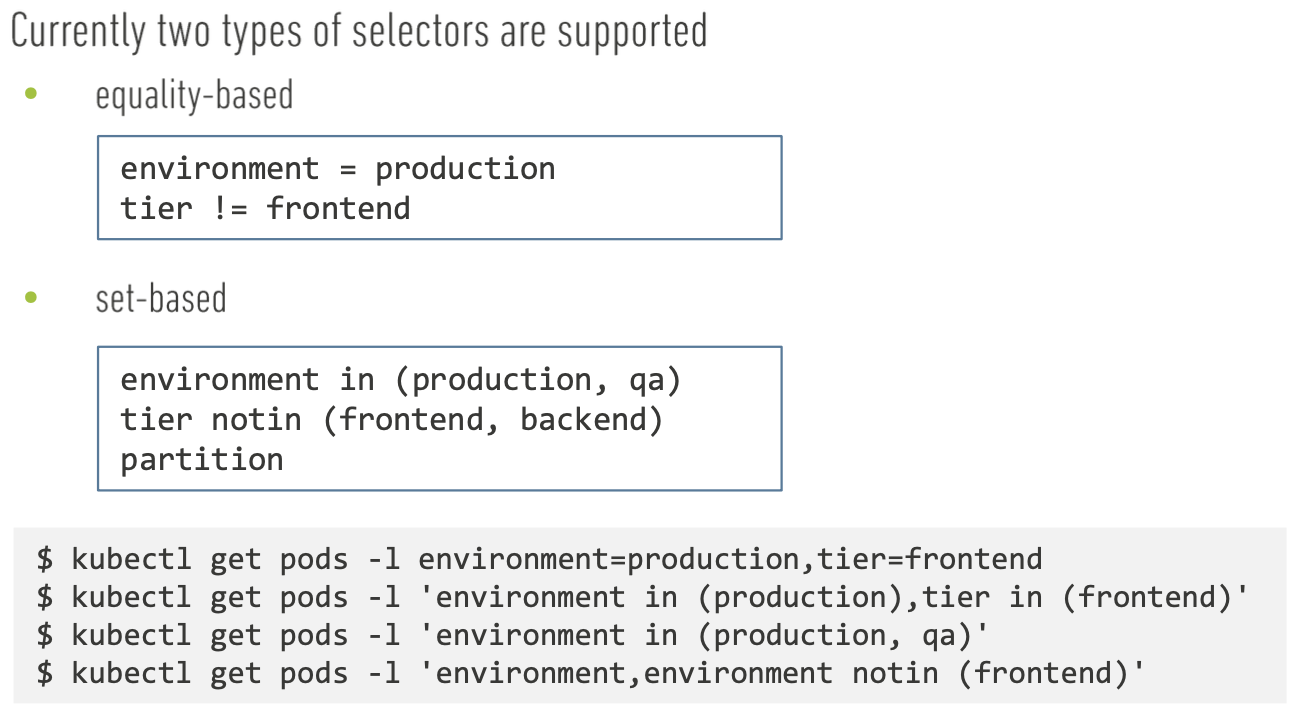 Currently two types of selectors are supported
• equality-based
environment = production
tier != frontend
• set-based
environment in (production, qa)
tier notin (frontend, backend)
partition
$ kubectl get pods -l environment=production,tier=frontend
$ kubectl get pods -l 'environment in (production),tier in (frontend)'
$ kubectl get pods -l 'environment in (production, qa)'
$ kubectl get pods -l 'environment,environment notin (frontend)'